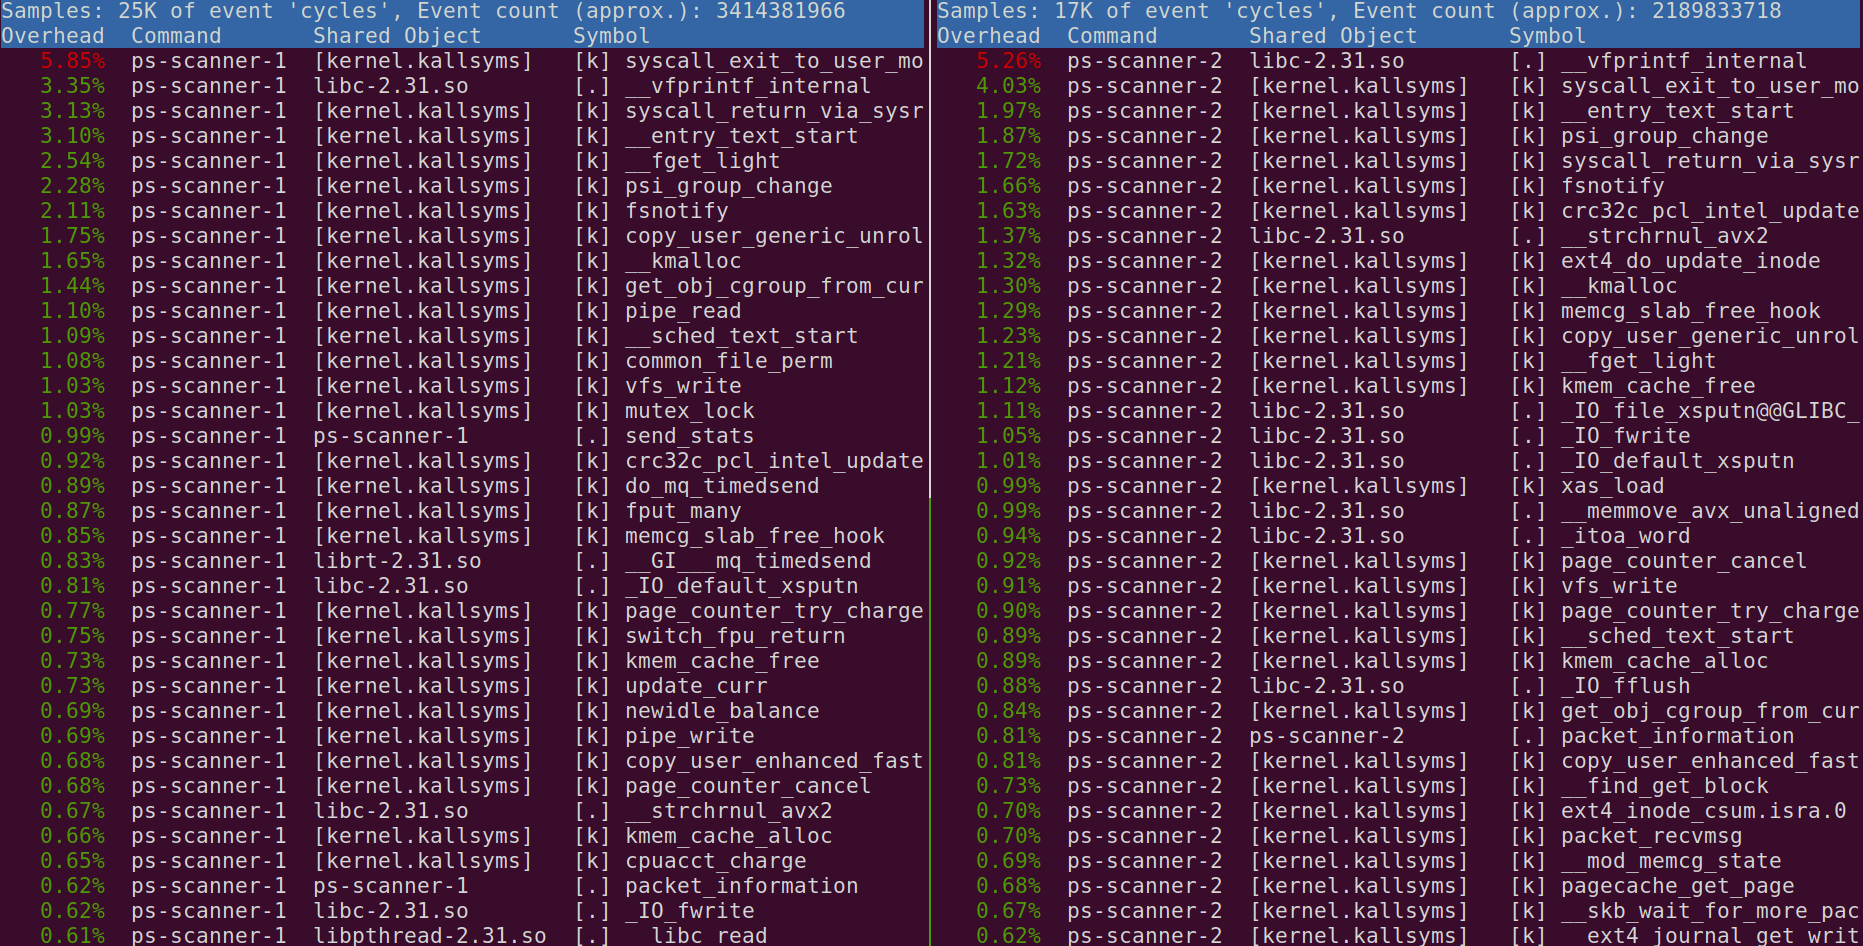 Samples: 25K of event 'cycles', Event count (approx.): 3414381966
Overhead  Command  Shared Object  Symbol
5.85%  ps-scanner-1  [kernel.kallsyms]  [k] syscall_exit_to_user_mo
3.35%  ps-scanner-1  libc-2.31.so  [.] __vfprintf_internal
3.13%  ps-scanner-1  [kernel.kallsyms]  [k] syscall_return_via_sysr
3.10%  ps-scanner-1  [kernel.kallsyms]  [k] __entry_text_start
2.54%  ps-scanner-1  [kernel.kallsyms]  [k] __fget_light
2.28%  ps-scanner-1  [kernel.kallsyms]  [k] psi_group_change
2.11%  ps-scanner-1  [kernel.kallsyms]  [k] fsnotify
1.75%  ps-scanner-1  [kernel.kallsyms]  [k] copy_user_generic_unrol
1.65%  ps-scanner-1  [kernel.kallsyms]  [k] __kmalloc
1.44%  ps-scanner-1  [kernel.kallsyms]  [k] get_obj_cgroup_from_cur
1.10%  ps-scanner-1  [kernel.kallsyms]  [k] pipe_read
1.09%  ps-scanner-1  [kernel.kallsyms]  [k] __sched_text_start
1.08%  ps-scanner-1  [kernel.kallsyms]  [k] common_file_perm
1.03%  ps-scanner-1  [kernel.kallsyms]  [k] vfs_write
1.03%  ps-scanner-1  [kernel.kallsyms]  [k] mutex_lock
0.99%  ps-scanner-1  ps-scanner-1  [.] send_stats
0.92%  ps-scanner-1  [kernel.kallsyms]  [k] crc32c_pcl_intel_update
0.89%  ps-scanner-1  [kernel.kallsyms]  [k] do_mq_timedsend
0.87%  ps-scanner-1  [kernel.kallsyms]  [k] fput_many
0.85%  ps-scanner-1  [kernel.kallsyms]  [k] memcg_slab_free_hook
0.83%  ps-scanner-1  librt-2.31.so  [.] __GI___mq_timedsend
0.81%  ps-scanner-1  libc-2.31.so  [.] _IO_default_xsputn
0.77%  ps-scanner-1  [kernel.kallsyms]  [k] page_counter_try_charge
0.75%  ps-scanner-1  [kernel.kallsyms]  [k] switch_fpu_return
0.73%  ps-scanner-1  [kernel.kallsyms]  [k] kmem_cache_free
0.73%  ps-scanner-1  [kernel.kallsyms]  [k] update_curr
0.69%  ps-scanner-1  [kernel.kallsyms]  [k] newidle_balance
0.69%  ps-scanner-1  [kernel.kallsyms]  [k] pipe_write
0.68%  ps-scanner-1  [kernel.kallsyms]  [k] copy_user_enhanced_fast
0.68%  ps-scanner-1  [kernel.kallsyms]  [k] page_counter_cancel
0.67%  ps-scanner-1  libc-2.31.so  [.] __strchrnul_avx2
0.66%  ps-scanner-1  [kernel.kallsyms]  [k] kmem_cache_alloc
0.65%  ps-scanner-1  [kernel.kallsyms]  [k] cpuacct_charge
0.62%  ps-scanner-1  ps-scanner-1  [.] packet_information
0.62%  ps-scanner-1  libc-2.31.so  [.] _IO_fwrite
0.61%  ps-scanner-1  libpthread-2.31.so  [.] __libc_read
Samples: 17K of event 'cycles', Event count (approx.): 2189833718
Overhead  Command  Shared Object  Symbol
5.26%  ps-scanner-2  libc-2.31.so  [.] __vfprintf_internal
4.03%  ps-scanner-2  [kernel.kallsyms]  [k] syscall_exit_to_user_mo
1.97%  ps-scanner-2  [kernel.kallsyms]  [k] __entry_text_start
1.87%  ps-scanner-2  [kernel.kallsyms]  [k] psi_group_change
1.72%  ps-scanner-2  [kernel.kallsyms]  [k] syscall_return_via_sysr
1.66%  ps-scanner-2  [kernel.kallsyms]  [k] fsnotify
1.63%  ps-scanner-2  [kernel.kallsyms]  [k] crc32c_pcl_intel_update
1.37%  ps-scanner-2  libc-2.31.so  [.] __strchrnul_avx2
1.32%  ps-scanner-2  [kernel.kallsyms]  [k] ext4_do_update_inode
1.30%  ps-scanner-2  [kernel.kallsyms]  [k] __kmalloc
1.29%  ps-scanner-2  [kernel.kallsyms]  [k] memcg_slab_free_hook
1.23%  ps-scanner-2  [kernel.kallsyms]  [k] copy_user_generic_unrol
1.21%  ps-scanner-2  [kernel.kallsyms]  [k] __fget_light
1.12%  ps-scanner-2  [kernel.kallsyms]  [k] kmem_cache_free
1.11%  ps-scanner-2  libc-2.31.so  [.] _IO_file_xsputn@@GLIBC_
1.05%  ps-scanner-2  libc-2.31.so  [.] _IO_fwrite
1.01%  ps-scanner-2  libc-2.31.so  [.] _IO_default_xsputn
0.99%  ps-scanner-2  [kernel.kallsyms]  [k] xas_load
0.99%  ps-scanner-2  libc-2.31.so  [.] __memmove_avx_unaligned
0.94%  ps-scanner-2  libc-2.31.so  [.] _itoa_word
0.92%  ps-scanner-2  [kernel.kallsyms]  [k] page_counter_cancel
0.91%  ps-scanner-2  [kernel.kallsyms]  [k] vfs_write
0.90%  ps-scanner-2  [kernel.kallsyms]  [k] page_counter_try_charge
0.89%  ps-scanner-2  [kernel.kallsyms]  [k] __sched_text_start
0.89%  ps-scanner-2  [kernel.kallsyms]  [k] kmem_cache_alloc
0.88%  ps-scanner-2  libc-2.31.so  [.] _IO_fflush
0.84%  ps-scanner-2  [kernel.kallsyms]  [k] get_obj_cgroup_from_cur
0.81%  ps-scanner-2  ps-scanner-2  [.] packet_information
0.81%  ps-scanner-2  [kernel.kallsyms]  [k] copy_user_enhanced_fast
0.73%  ps-scanner-2  [kernel.kallsyms]  [k] __find_get_block
0.70%  ps-scanner-2  [kernel.kallsyms]  [k] ext4_inode_csum.isra.0
0.70%  ps-scanner-2  [kernel.kallsyms]  [k] packet_recvmsg
0.69%  ps-scanner-2  [kernel.kallsyms]  [k] __mod_memcg_state
0.68%  ps-scanner-2  [kernel.kallsyms]  [k] pagecache_get_page
0.67%  ps-scanner-2  [kernel.kallsyms]  [k] __skb_wait_for_more_pac
0.62%  ps-scanner-2  [kernel.kallsyms]  [k] __ext4_journal_get_writ